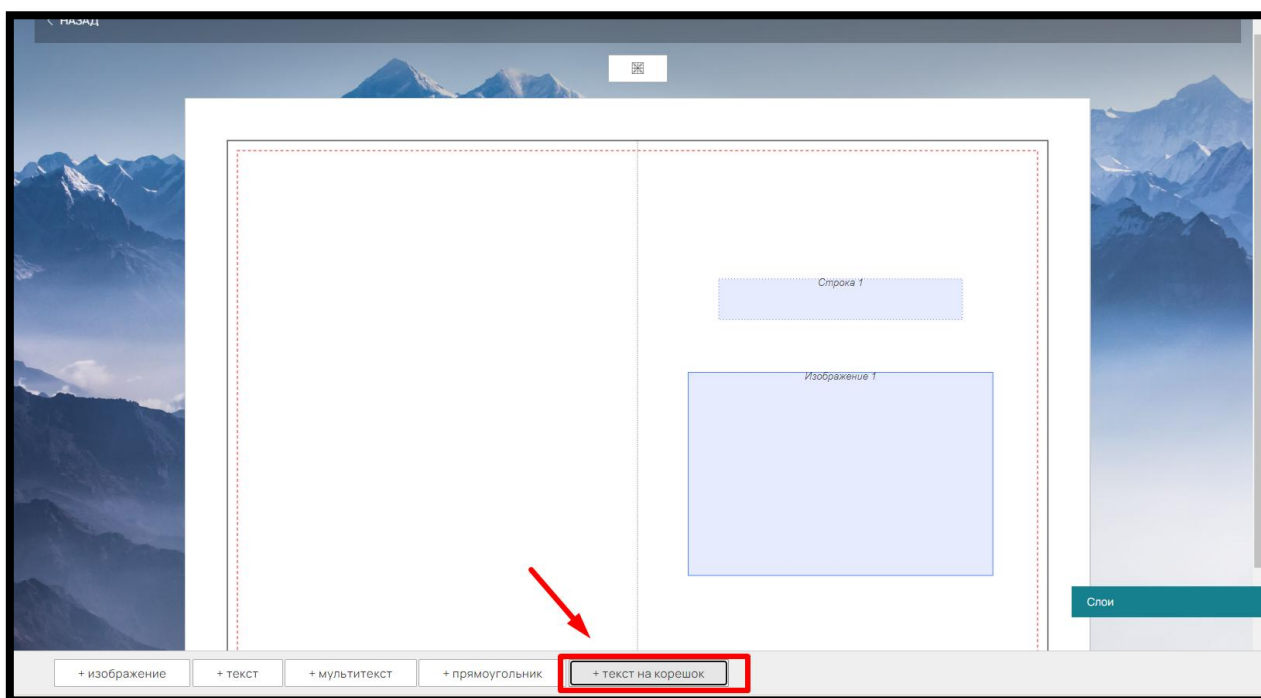 < НАЗАД
Строка 1
Изображение 1
Слои
+ изображение
+ текст
+ мультитекст
+ прямоугольник
+ текст на корешок